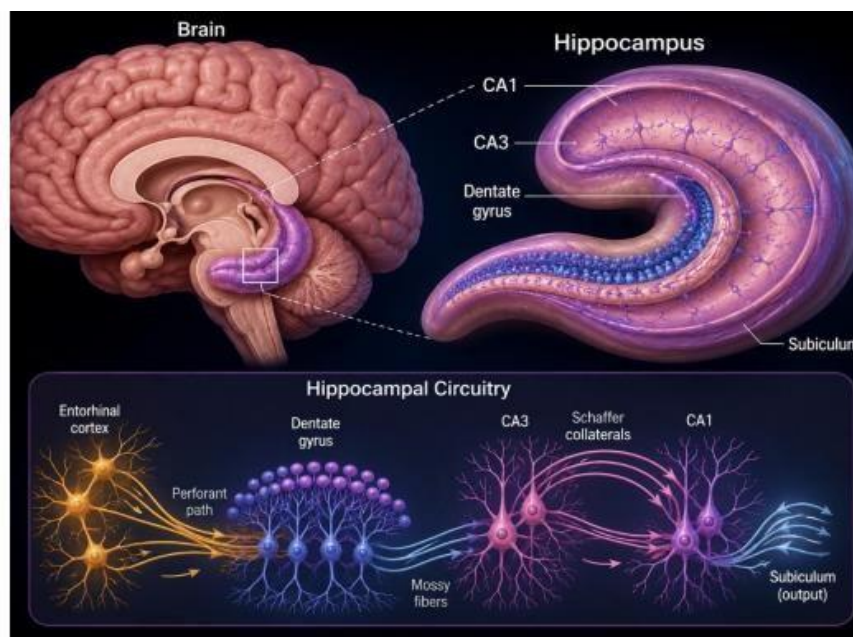 Brain
Hippocampus
CA1
CA3
Dentate
gyrus
Subiculum
Hippocampal Circuitry
Entorhinal
cortex
Perforant
path
Dentate
gyrus
Mossy
fibers
CA3
Schaffer
collaterals
CA1
Subiculum
(output)